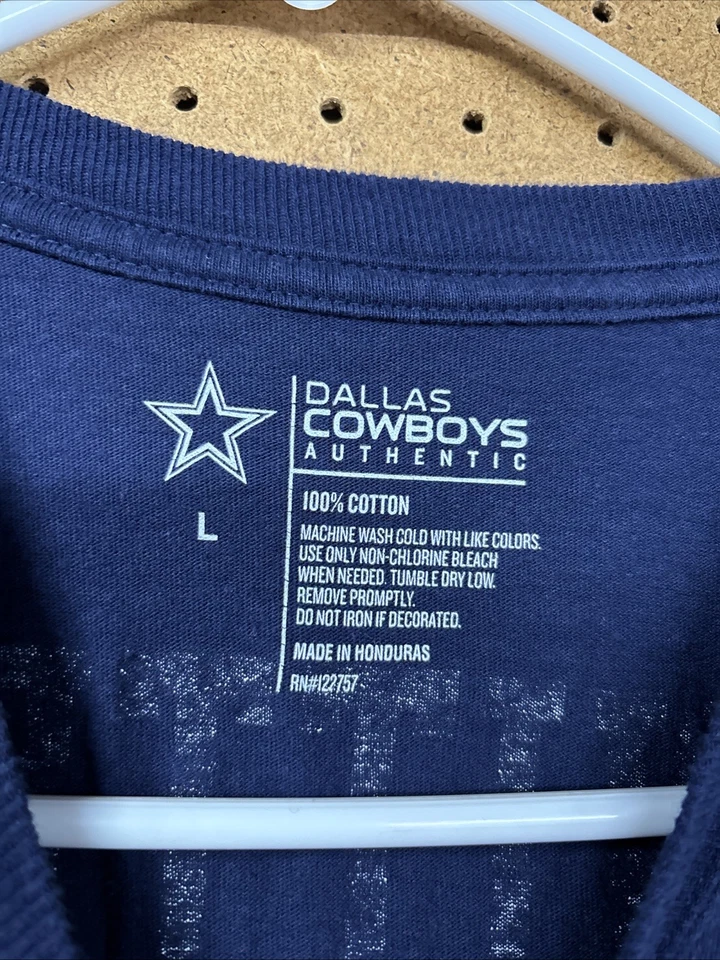 DALLAS
COWBOYS
AUTHENTIC
L
100% COTTON
MACHINE WASH COLD WITH LIKE COLORS.
USE ONLY NON-CHLORINE BLEACH
WHEN NEEDED. TUMBLE DRY LOW.
REMOVE PROMPTLY.
DO NOT IRON IF DECORATED.
MADE IN HONDURAS
RN#122757